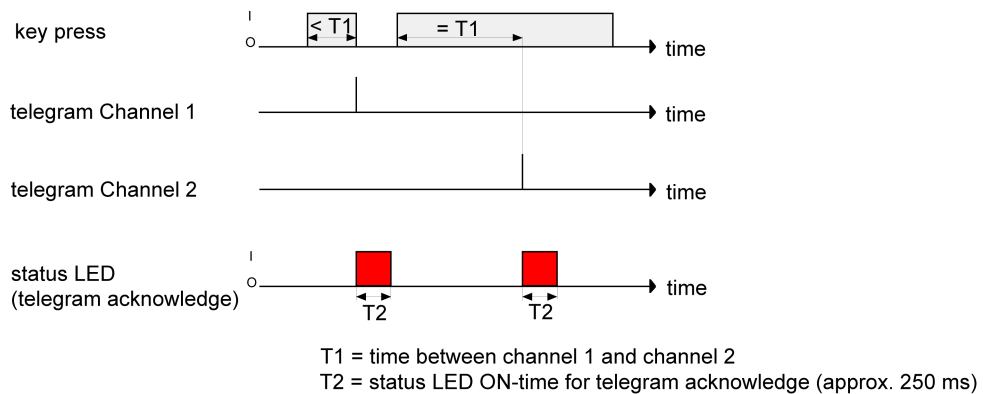 I
key press
< T1
= T1
O
time
telegram Channel 1
time
telegram Channel 2
time
I
status LED
O
(telegram acknowledge)
time
T2
T2
T1 = time between channel 1 and channel 2
T2 = status LED ON-time for telegram acknowledge (approx. 250 ms)